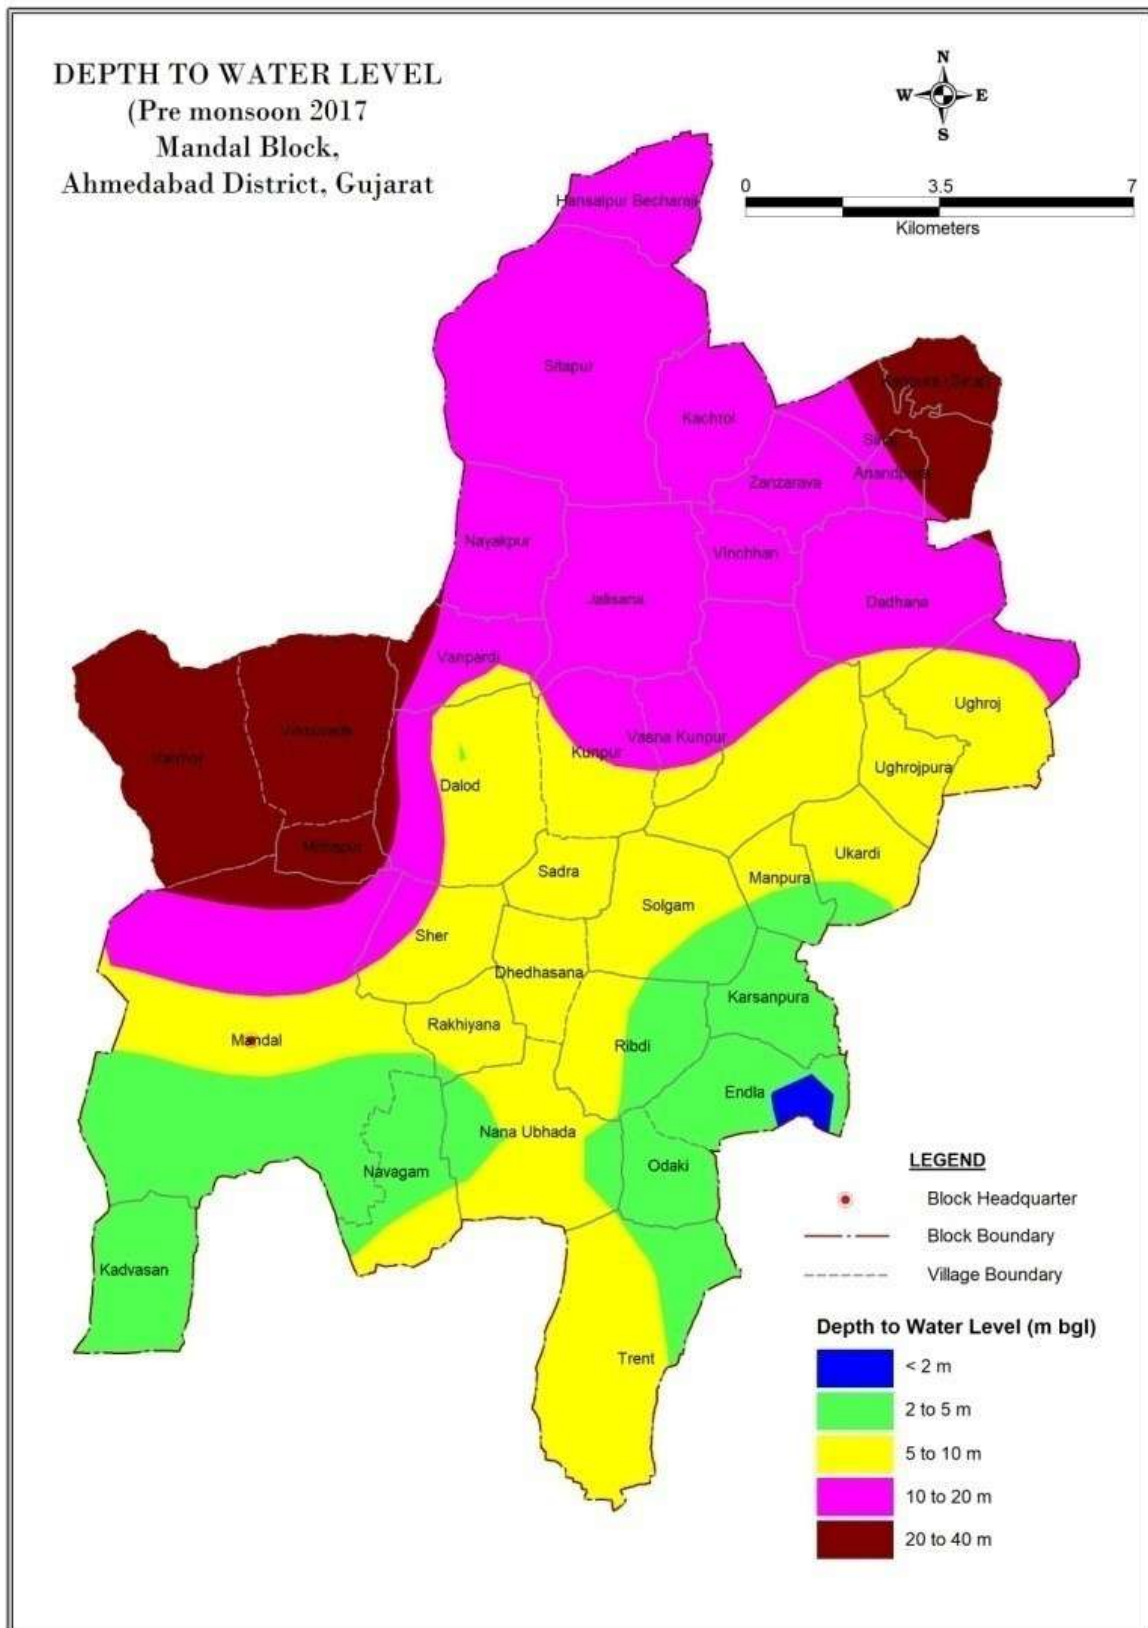 DEPTH TO WATER LEVEL
(Pre monsoon 2017
Mandal Block,
Ahmedabad District, Gujarat
N
W E
S
0 3.5 7
Kilometers
Hansalpur Becharaji
Sitapur
Kachrol
Zanzarava
Anandpura
Nayakpur
Vinchhan
Jalisana
Dadhana
Vanpardi
Ughroj
Vasna Kunpur
Kunpur
Ughrojpura
Dalod
Ukardi
Sadra
Manpura
Solgam
Sher
Dhedhasana
Karsanpura
Rakhiyana
Mandal
Ribdi
Endla
Nana Ubhada
Odaki
Navagam
Kadvasan
Trent
LEGEND
Block Headquarter
Block Boundary
Village Boundary
Depth to Water Level (m bgl)
< 2 m
2 to 5 m
5 to 10 m
10 to 20 m
20 to 40 m